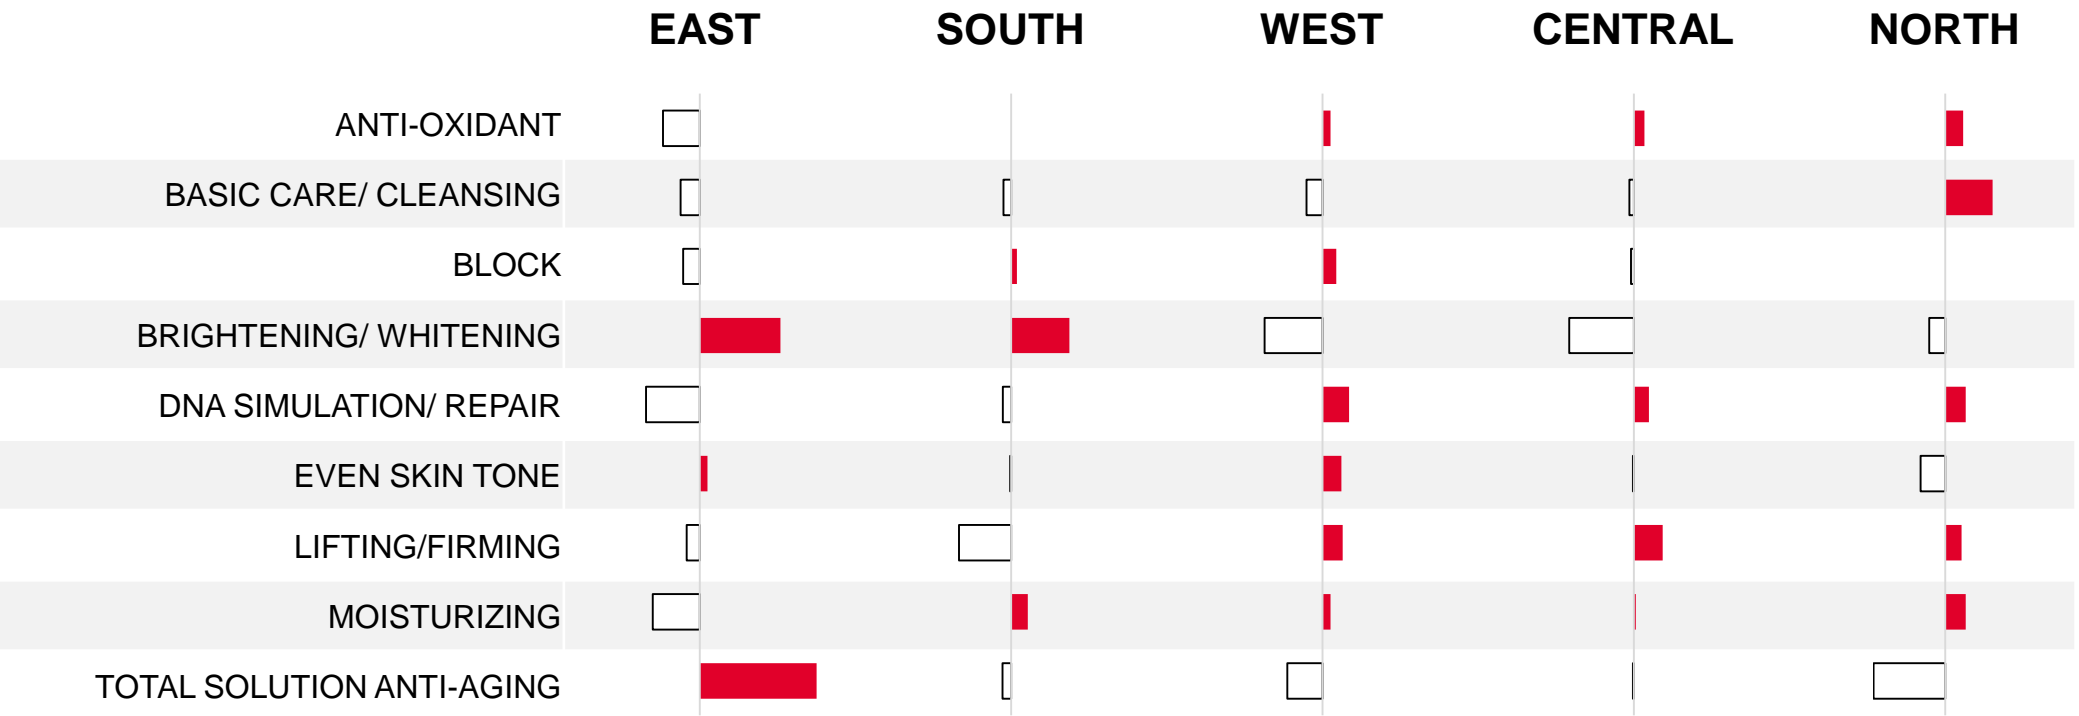 EAST SOUTH WEST CENTRAL NORTH
ANTI-OXIDANT
BASIC CARE/ CLEANSING
BLOCK
BRIGHTENING/ WHITENING
DNA SIMULATION/ REPAIR
EVEN SKIN TONE
LIFTING/FIRMING
MOISTURIZING
TOTAL SOLUTION ANTI-AGING